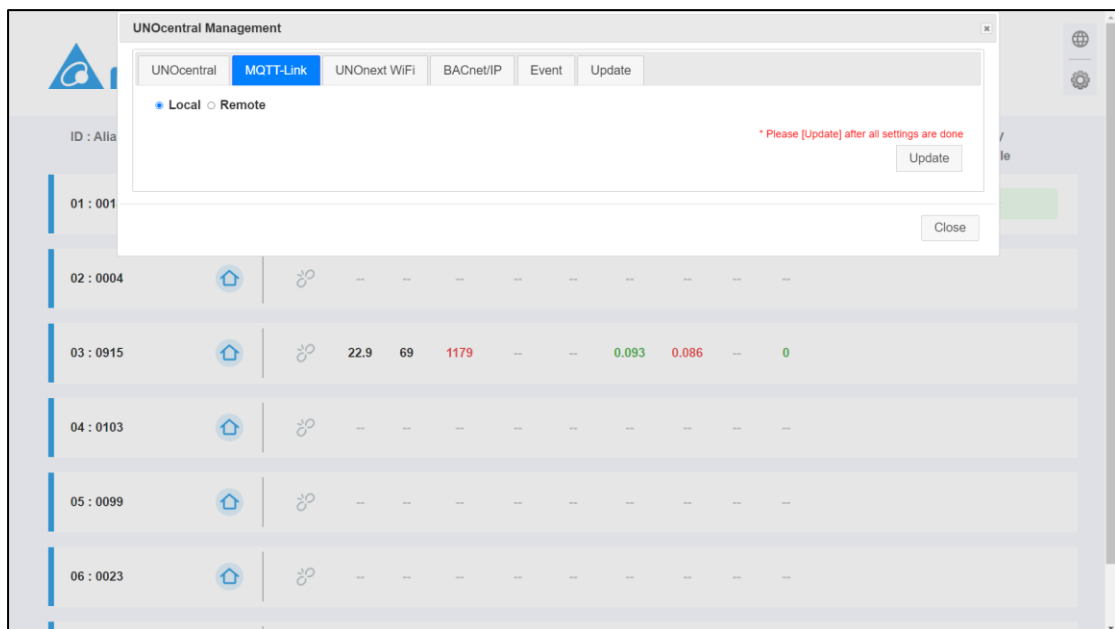 UNOcentral Management
UNOcentral MQTT-Link UNOnext WiFi BACnet/IP Event Update
Local Remote
* Please [Update] after all settings are done
Update
Close
ID : Alia
le
01 : 001
02 : 0004 -- -- -- -- -- -- -- -- --
03 : 0915 22.9 69 1179 -- -- 0.093 0.086 -- 0
04 : 0103 -- -- -- -- -- -- -- -- --
05 : 0099 -- -- -- -- -- -- -- -- --
06 : 0023 -- -- -- -- -- -- -- -- --